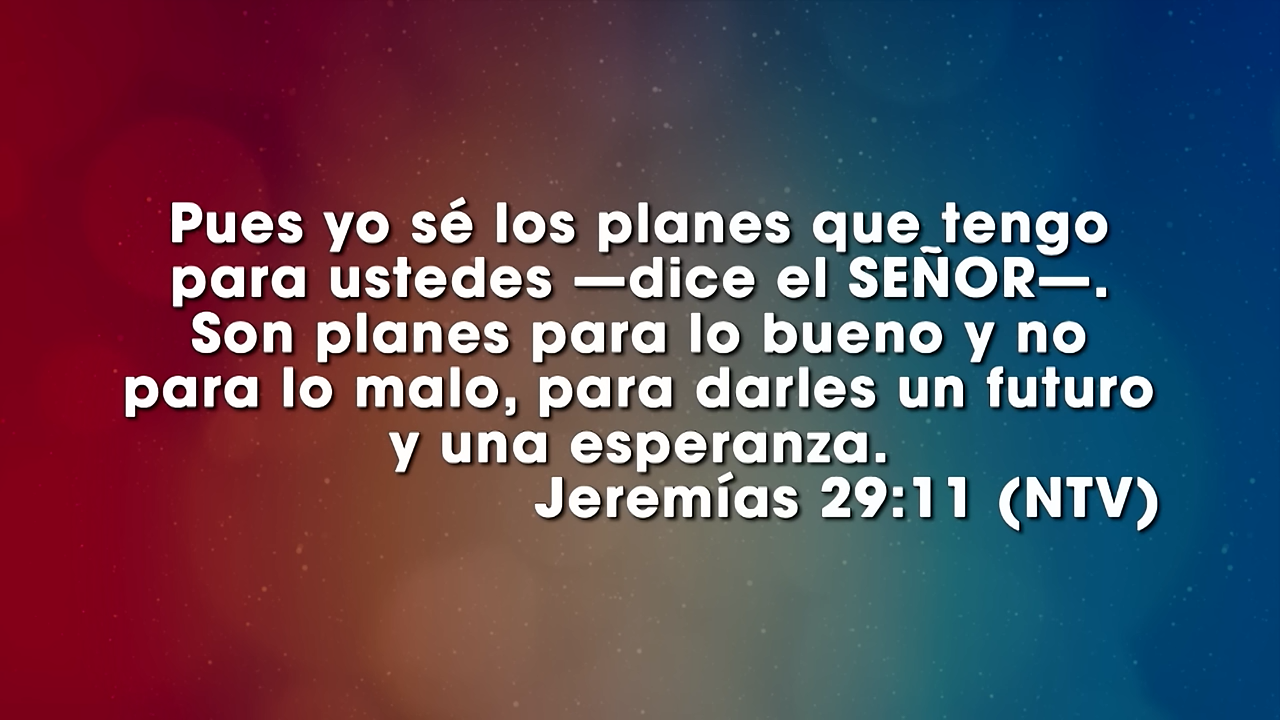 Pues yo sé los planes que tengo
para ustedes —dice el SEÑOR—.
Son planes para lo bueno y no
para lo malo, para darles un futuro
y una esperanza.
Jeremías 29:11 (NTV)